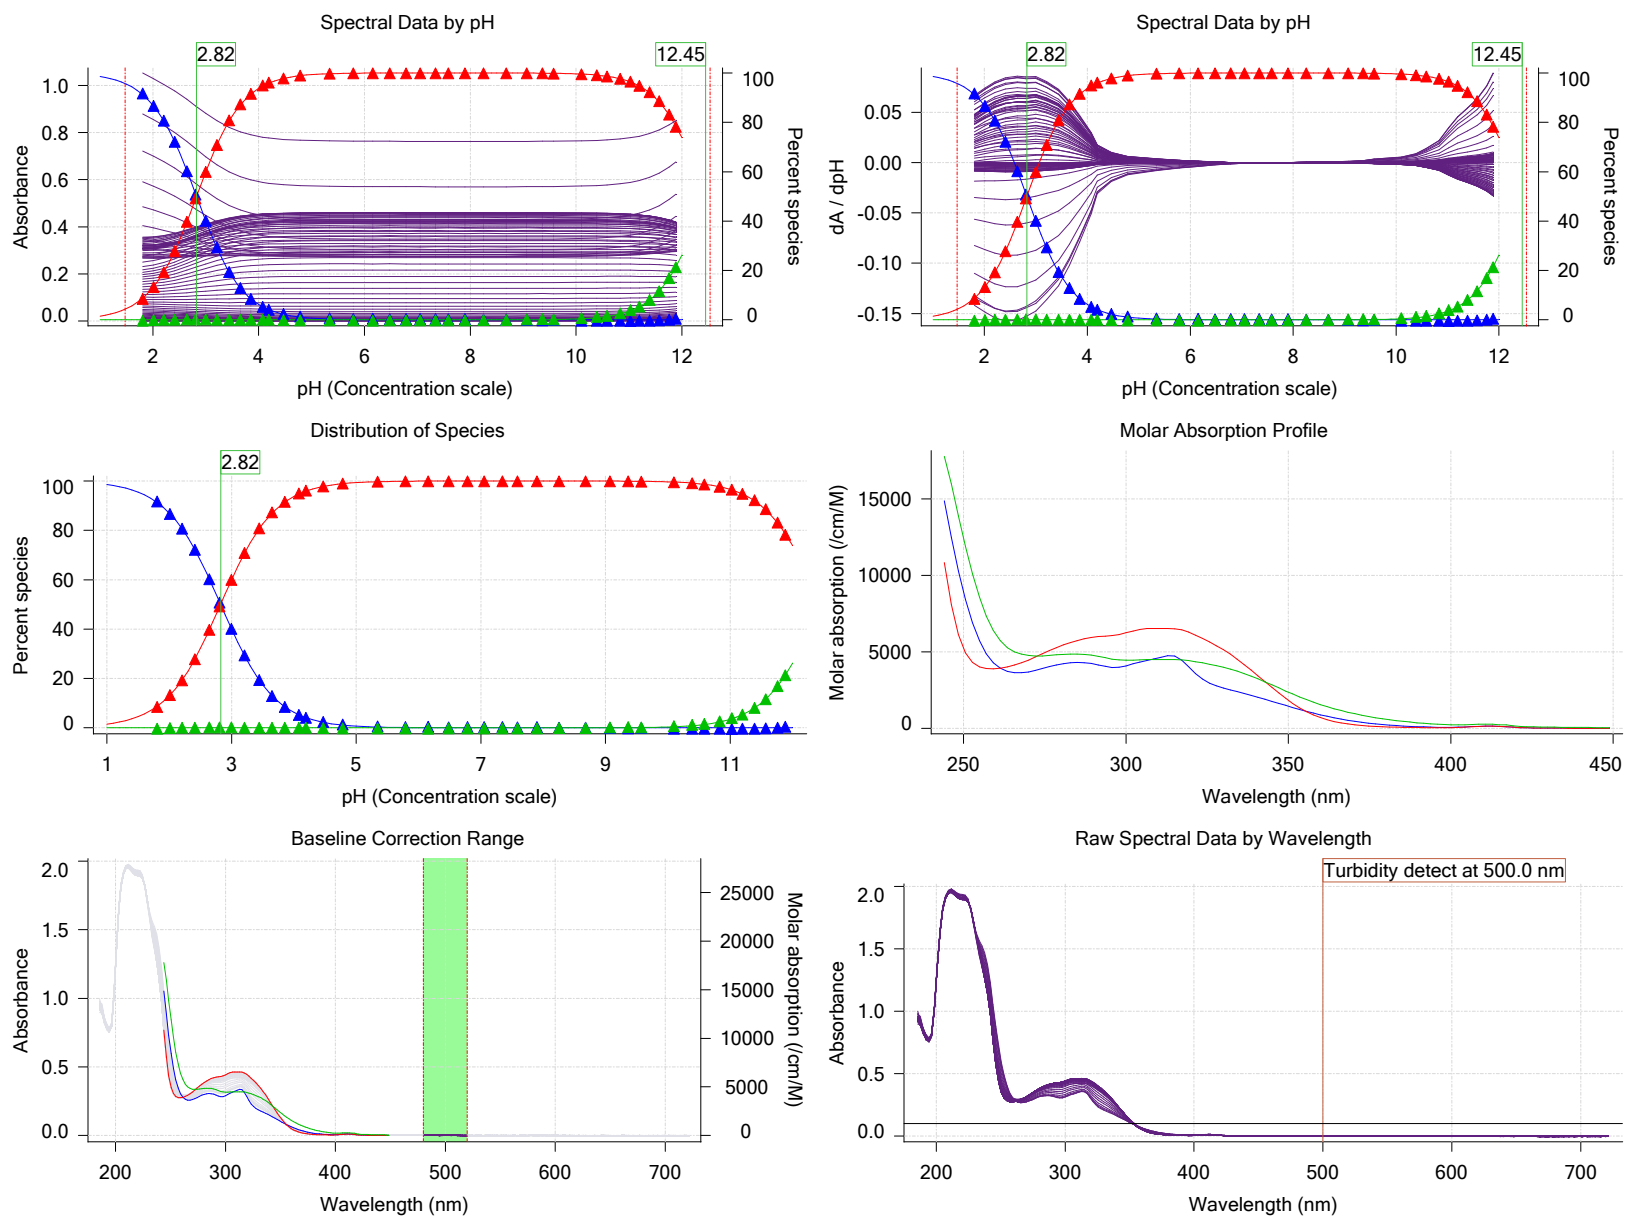 Spectral Data by pH
2.82
12.45
1.0
0.8
0.6
0.4
0.2
0.0
Absorbance
100
80
60
40
20
0
Percent species
2 4 6 8 10 12
pH (Concentration scale)
Spectral Data by pH
2.82
12.45
0.05
0.00
-0.05
-0.10
-0.15
dA / dpH
100
80
60
40
20
0
Percent species
2 4 6 8 10 12
pH (Concentration scale)
Distribution of Species
2.82
100
80
60
40
20
0
Percent species
1 3 5 7 9 11
pH (Concentration scale)
Molar Absorption Profile
15000
10000
5000
0
Molar absorption (/cm/M)
250 300 350 400 450
Wavelength (nm)
Baseline Correction Range
2.0
1.5
1.0
0.5
0.0
Absorbance
25000
20000
15000
10000
5000
0
Molar absorption (/cm/M)
200 300 400 500 600 700
Wavelength (nm)
Raw Spectral Data by Wavelength
Turbidity detect at 500.0 nm
2.0
1.5
1.0
0.5
0.0
Absorbance
200 300 400 500 600 700
Wavelength (nm)